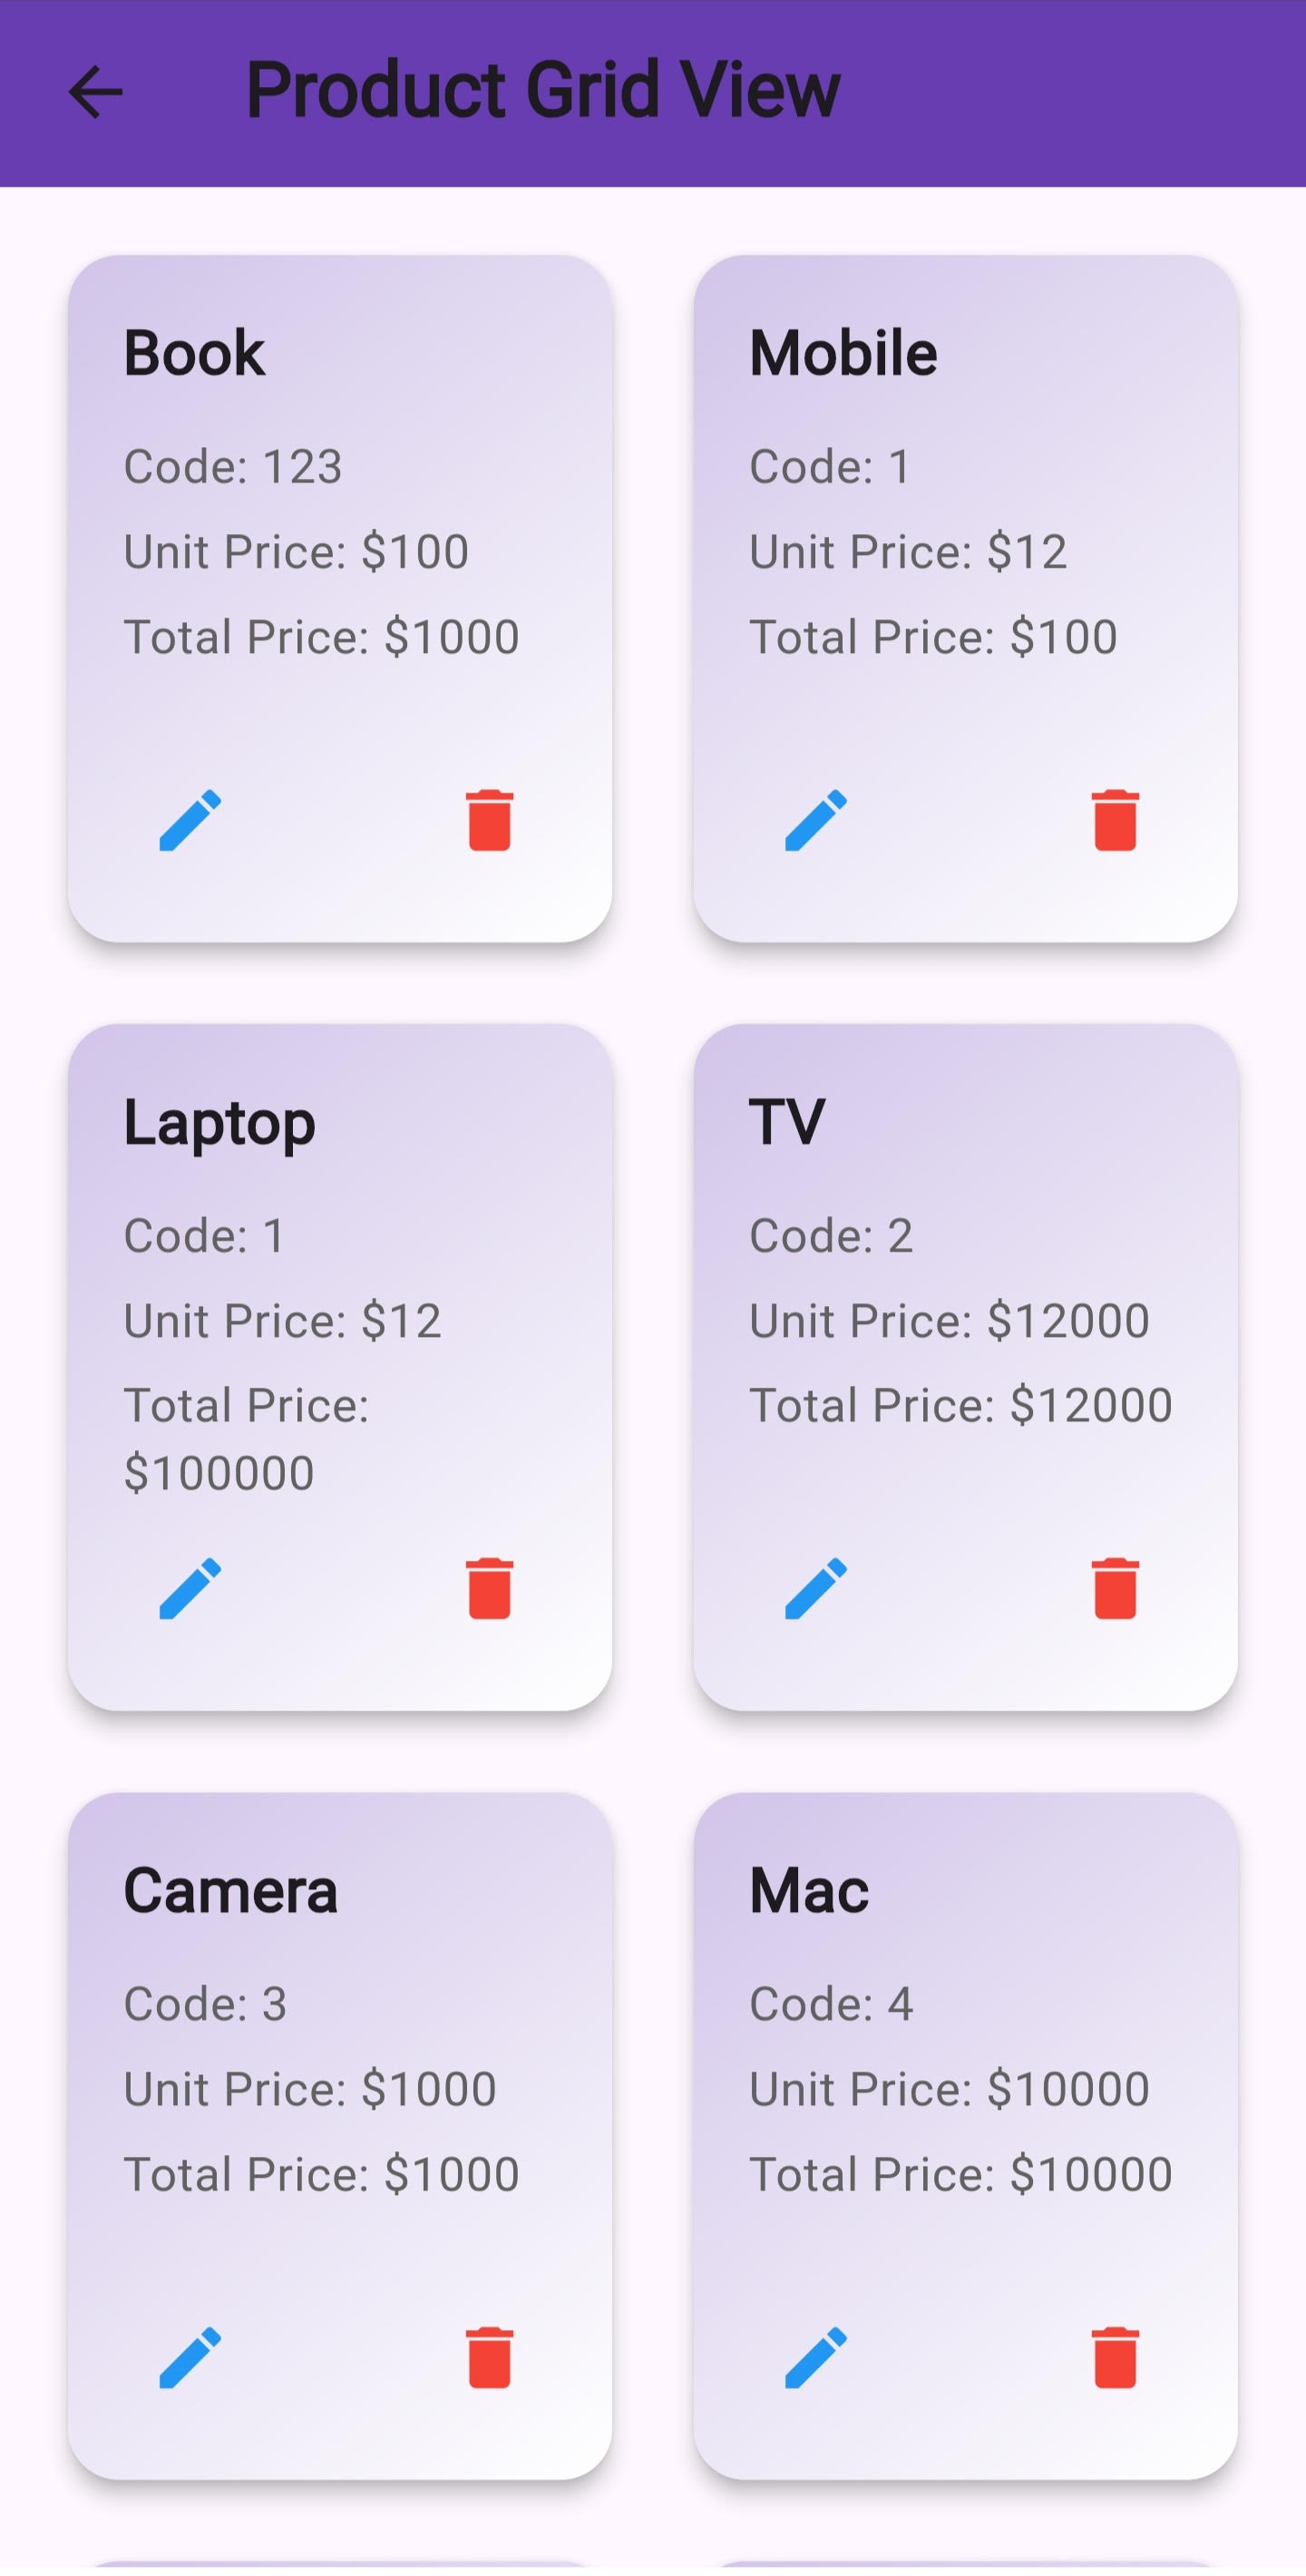 Product Grid View
Book
Code: 123
Unit Price: $100
Total Price: $1000
Mobile
Code: 1
Unit Price: $12
Total Price: $100
Laptop
Code: 1
Unit Price: $12
Total Price:
$100000
TV
Code: 2
Unit Price: $12000
Total Price: $12000
Camera
Code: 3
Unit Price: $1000
Total Price: $1000
Mac
Code: 4
Unit Price: $10000
Total Price: $10000